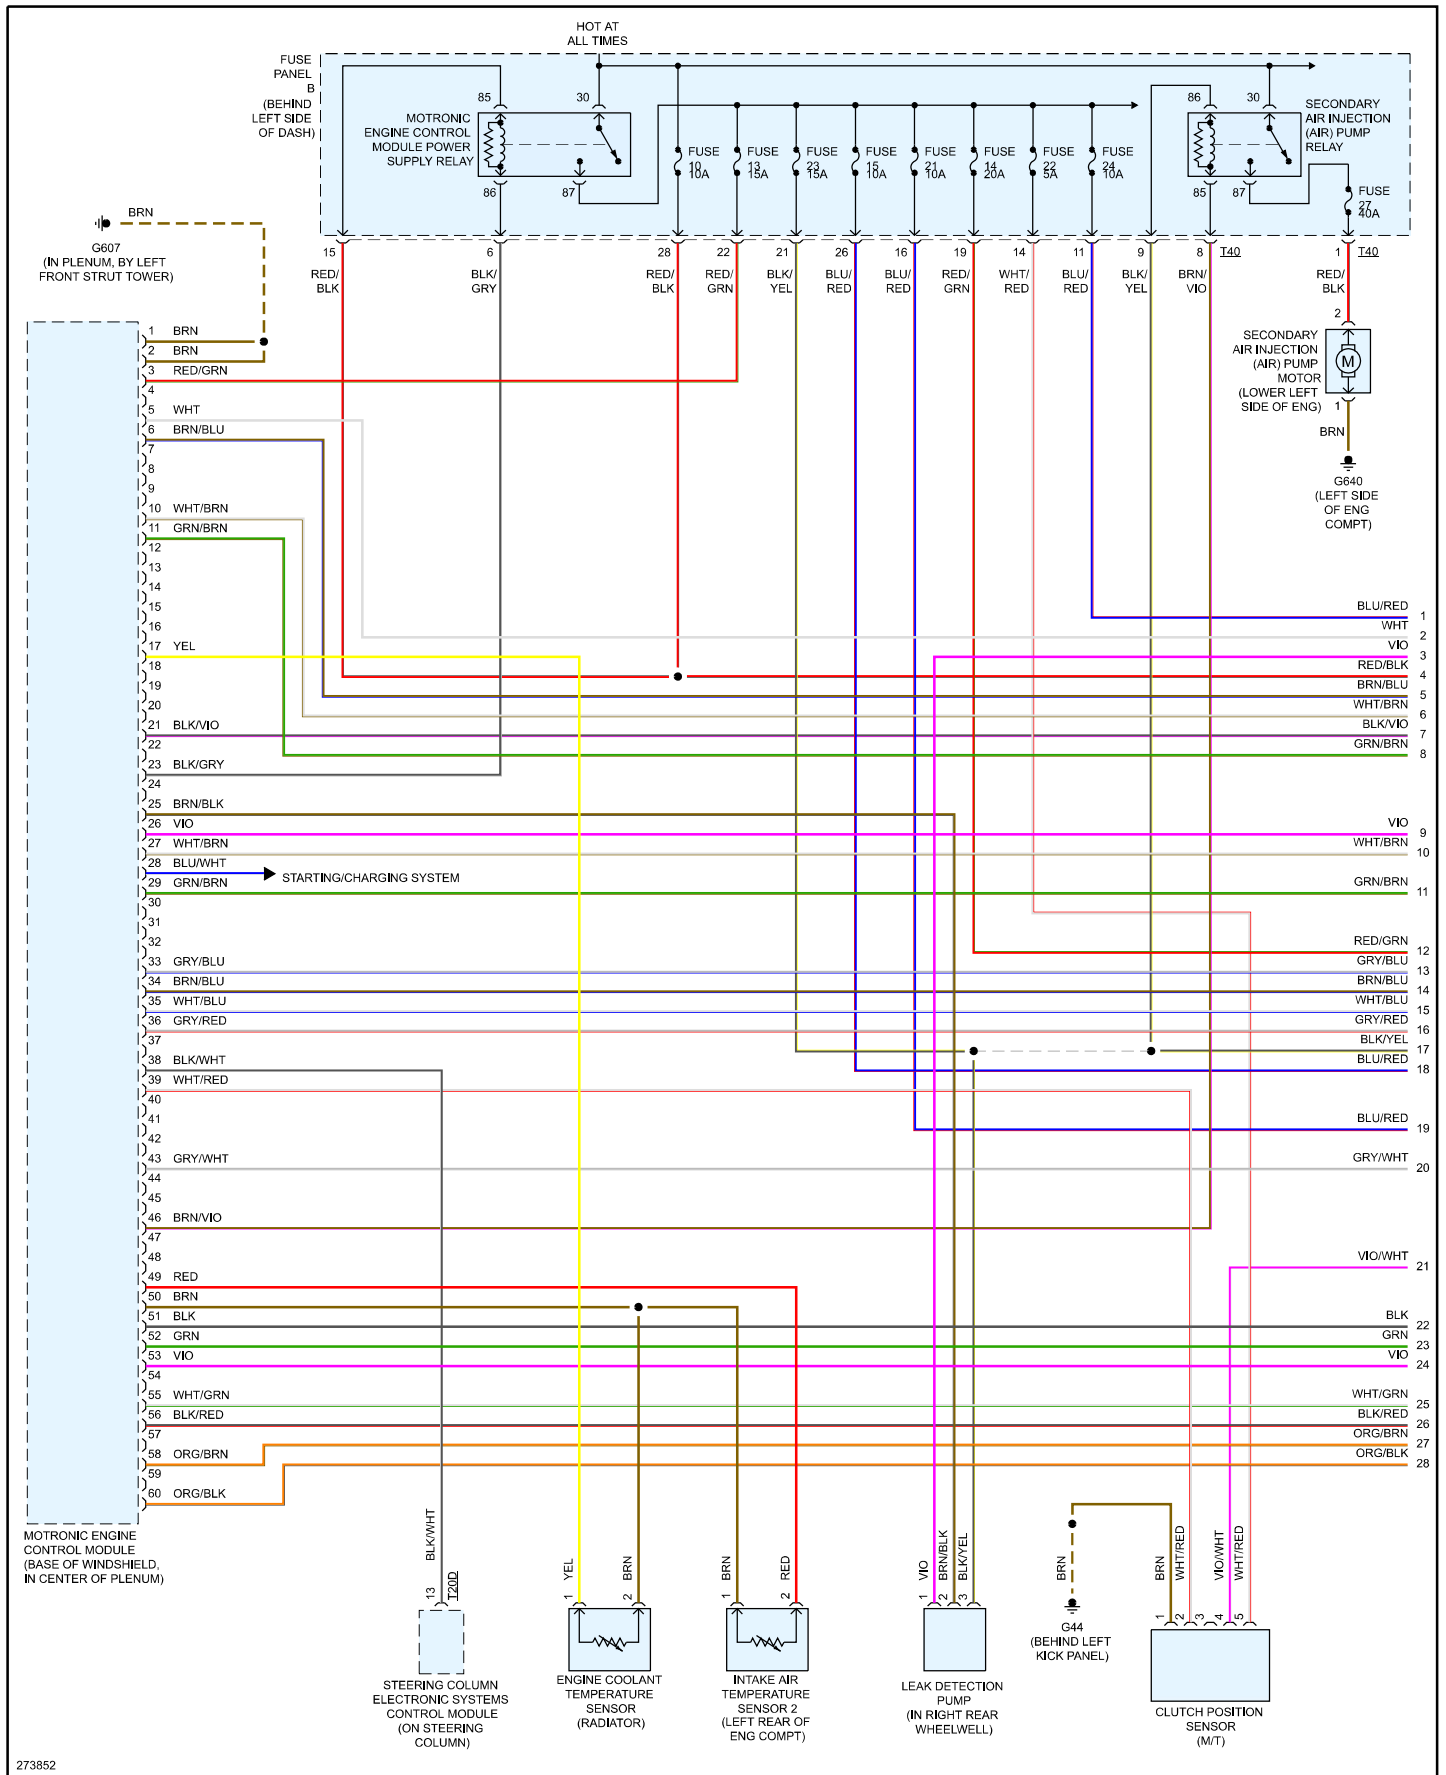 HOT AT
ALL TIMES
FUSE
PANEL
B
(BEHIND
LEFT SIDE
OF DASH)
85
30
MOTRONIC
ENGINE CONTROL
MODULE POWER
SUPPLY RELAY
86
87
FUSE
10
10A
FUSE
13
15A
FUSE
23
15A
FUSE
15
10A
FUSE
21
10A
FUSE
14
20A
FUSE
22
5A
FUSE
24
10A
86
30
SECONDARY
AIR INJECTION
(AIR) PUMP
RELAY
85
87
FUSE
27
40A
15
6
28
22
21
26
16
19
14
11
9
8
T40
1
T40
RED/
BLK
BLK/
GRY
RED/
BLK
RED/
GRN
BLK/
YEL
BLU/
RED
BLU/
RED
RED/
GRN
WHT/
RED
BLU/
RED
BLK/
YEL
BRN/
VIO
RED/
BLK
BRN
G607
(IN PLENUM, BY LEFT
FRONT STRUT TOWER)
2
SECONDARY
AIR INJECTION
(AIR) PUMP
MOTOR
(LOWER LEFT
SIDE OF ENG)
M
1
BRN
G640
(LEFT SIDE
OF ENG
COMPT)
1 BRN
2 BRN
3 RED/GRN
4
5 WHT
6 BRN/BLU
7
8
9
10 WHT/BRN
11 GRN/BRN
12
13
14
15
16
17 YEL
18
19
20
21 BLK/VIO
22
23 BLK/GRY
24
25 BRN/BLK
26 VIO
27 WHT/BRN
28 BLU/WHT
STARTING/CHARGING SYSTEM
29 GRN/BRN
30
31
32
33 GRY/BLU
34 BRN/BLU
35 WHT/BLU
36 GRY/RED
37
38 BLK/WHT
39 WHT/RED
40
41
42
43 GRY/WHT
44
45
46 BRN/VIO
47
48
49 RED
50 BRN
51 BLK
52 GRN
53 VIO
54
55 WHT/GRN
56 BLK/RED
57
58 ORG/BRN
59
60 ORG/BLK
BLU/RED 1
WHT 2
VIO 3
RED/BLK 4
BRN/BLU 5
WHT/BRN 6
BLK/VIO 7
GRN/BRN 8
VIO 9
WHT/BRN 10
GRN/BRN 11
RED/GRN 12
GRY/BLU 13
BRN/BLU 14
WHT/BLU 15
GRY/RED 16
BLK/YEL 17
BLU/RED 18
BLU/RED 19
GRY/WHT 20
VIO/WHT 21
BLK 22
GRN 23
VIO 24
WHT/GRN 25
BLK/RED 26
ORG/BRN 27
ORG/BLK 28
MOTRONIC ENGINE
CONTROL MODULE
(BASE OF WINDSHIELD,
IN CENTER OF PLENUM)
BLK/WHT
13
T20D
STEERING COLUMN
ELECTRONIC SYSTEMS
CONTROL MODULE
(ON STEERING
COLUMN)
YEL
1
BRN
2
ENGINE COOLANT
TEMPERATURE
SENSOR
(RADIATOR)
BRN
1
RED
2
INTAKE AIR
TEMPERATURE
SENSOR 2
(LEFT REAR OF
ENG COMPT)
VIO
1
BRN/BLK
2
BLK/YEL
3
LEAK DETECTION
PUMP
(IN RIGHT REAR
WHEELWELL)
BRN
G44
(BEHIND LEFT
KICK PANEL)
BRN
1
WHT/RED
2
3
VIO/WHT
4
WHT/RED
5
CLUTCH POSITION
SENSOR
(M/T)
273852